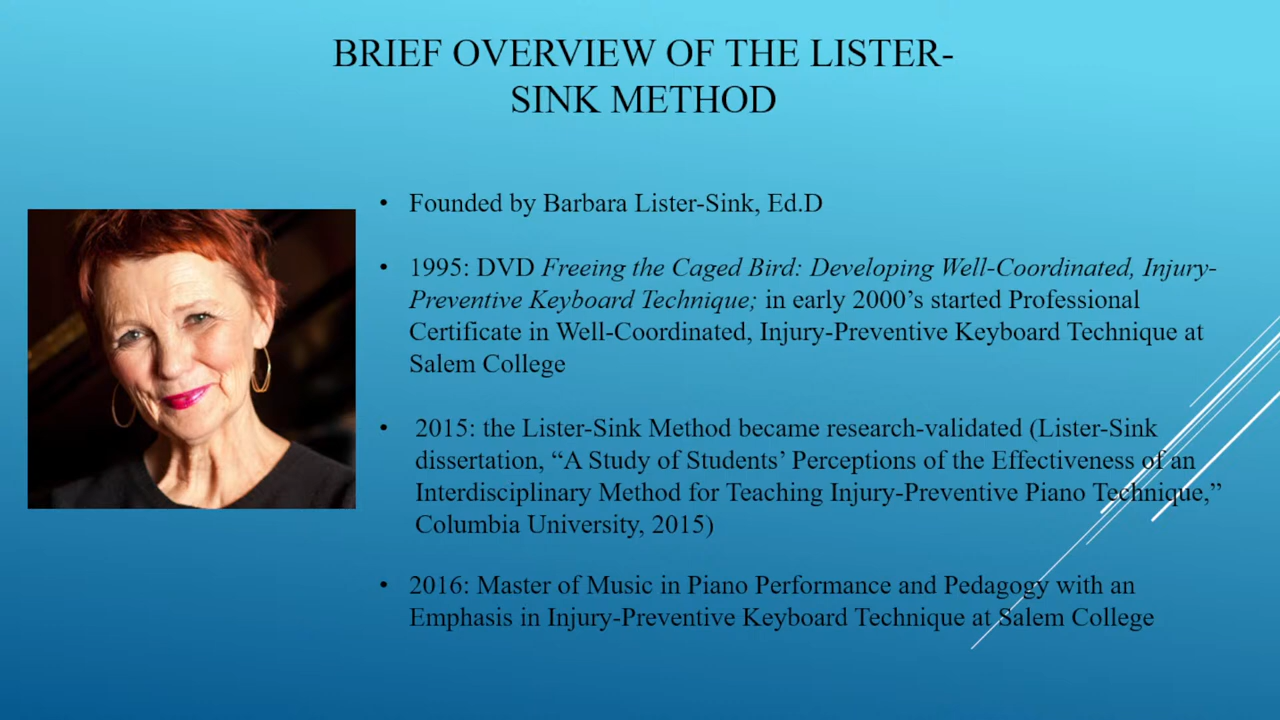 BRIEF OVERVIEW OF THE LISTER-
SINK METHOD
• Founded by Barbara Lister-Sink, Ed.D
• 1995: DVD Freeing the Caged Bird: Developing Well-Coordinated, Injury-
Preventive Keyboard Technique; in early 2000’s started Professional
Certificate in Well-Coordinated, Injury-Preventive Keyboard Technique at
Salem College
• 2015: the Lister-Sink Method became research-validated (Lister-Sink
dissertation, “A Study of Students’ Perceptions of the Effectiveness of an
Interdisciplinary Method for Teaching Injury-Preventive Piano Technique,”
Columbia University, 2015)
• 2016: Master of Music in Piano Performance and Pedagogy with an
Emphasis in Injury-Preventive Keyboard Technique at Salem College